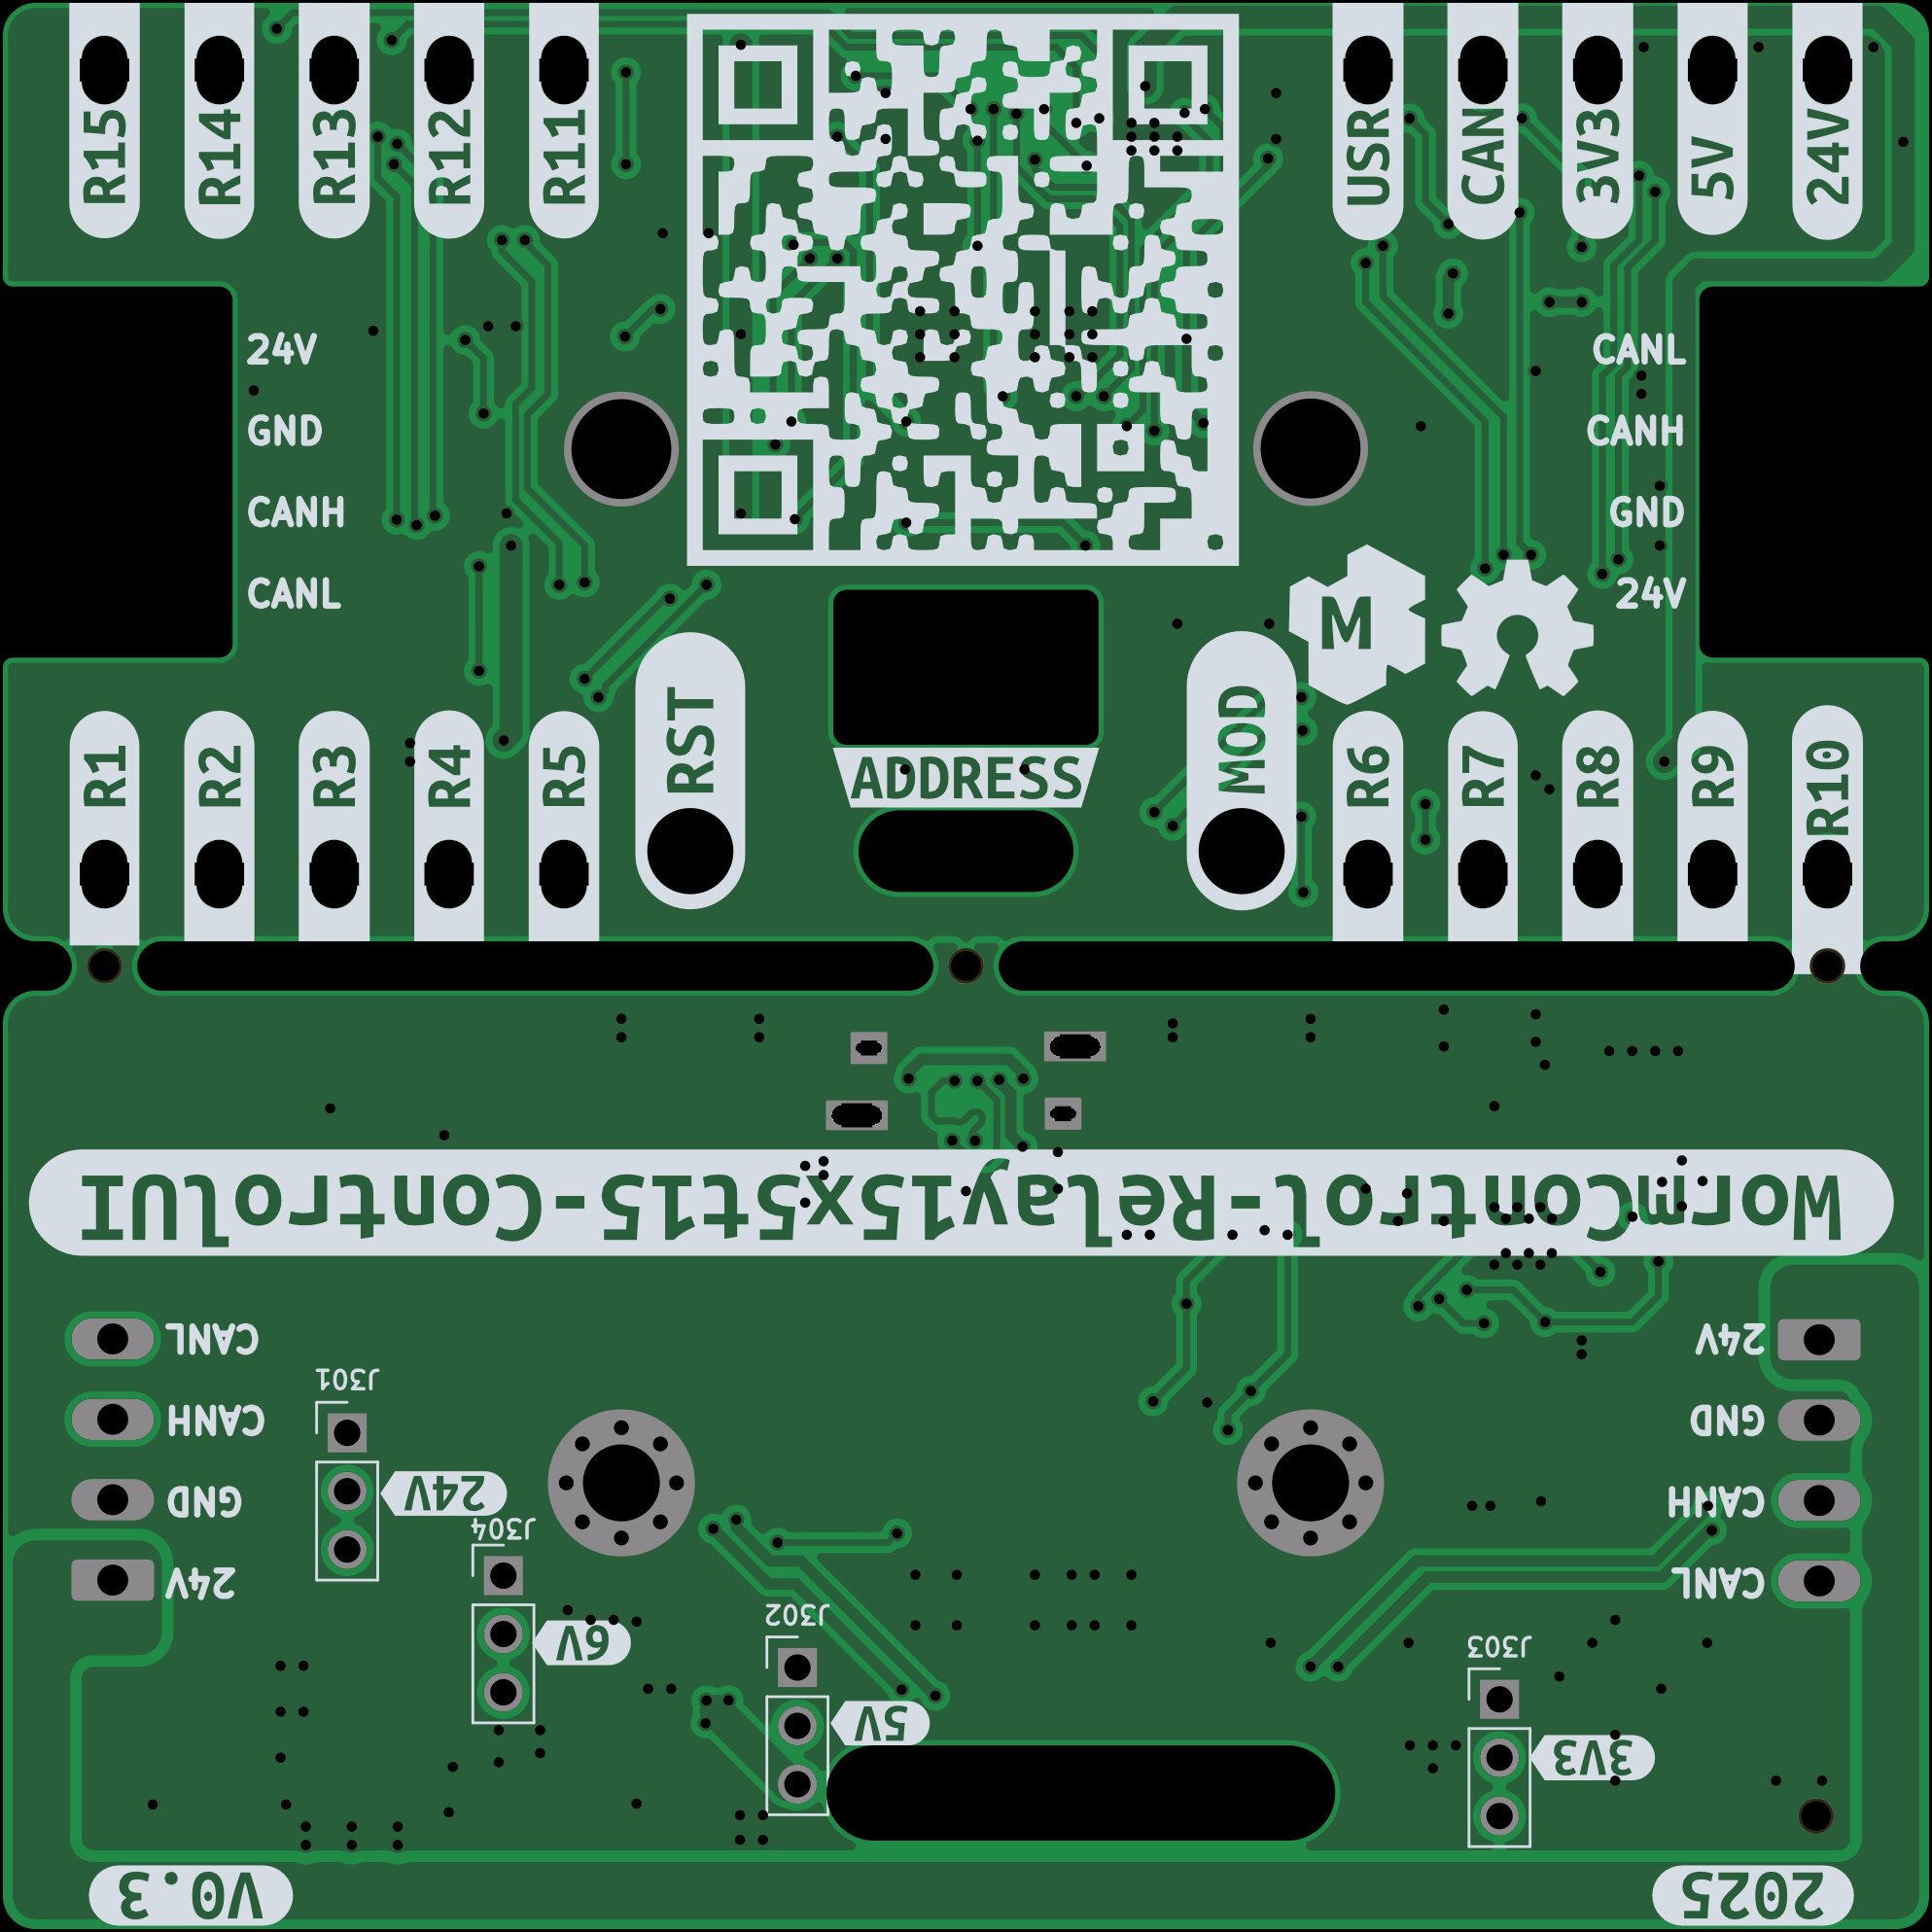 R15
R14
R13
R12
R11
USR
CAN
3V3
5V
24V
24V
GND
CANH
CANL
CANL
CANH
GND
24V
M
R1
R2
R3
R4
R5
RST
ADDRESS
MOD
R6
R7
R8
R9
R10
WormControl-Relay15x5t15-ControlUI
CANL
CANH
GND
24V
24V
GND
CANH
CANL
J301
24V
J304
6V
J302
5V
J303
3V3
V0.3
2025